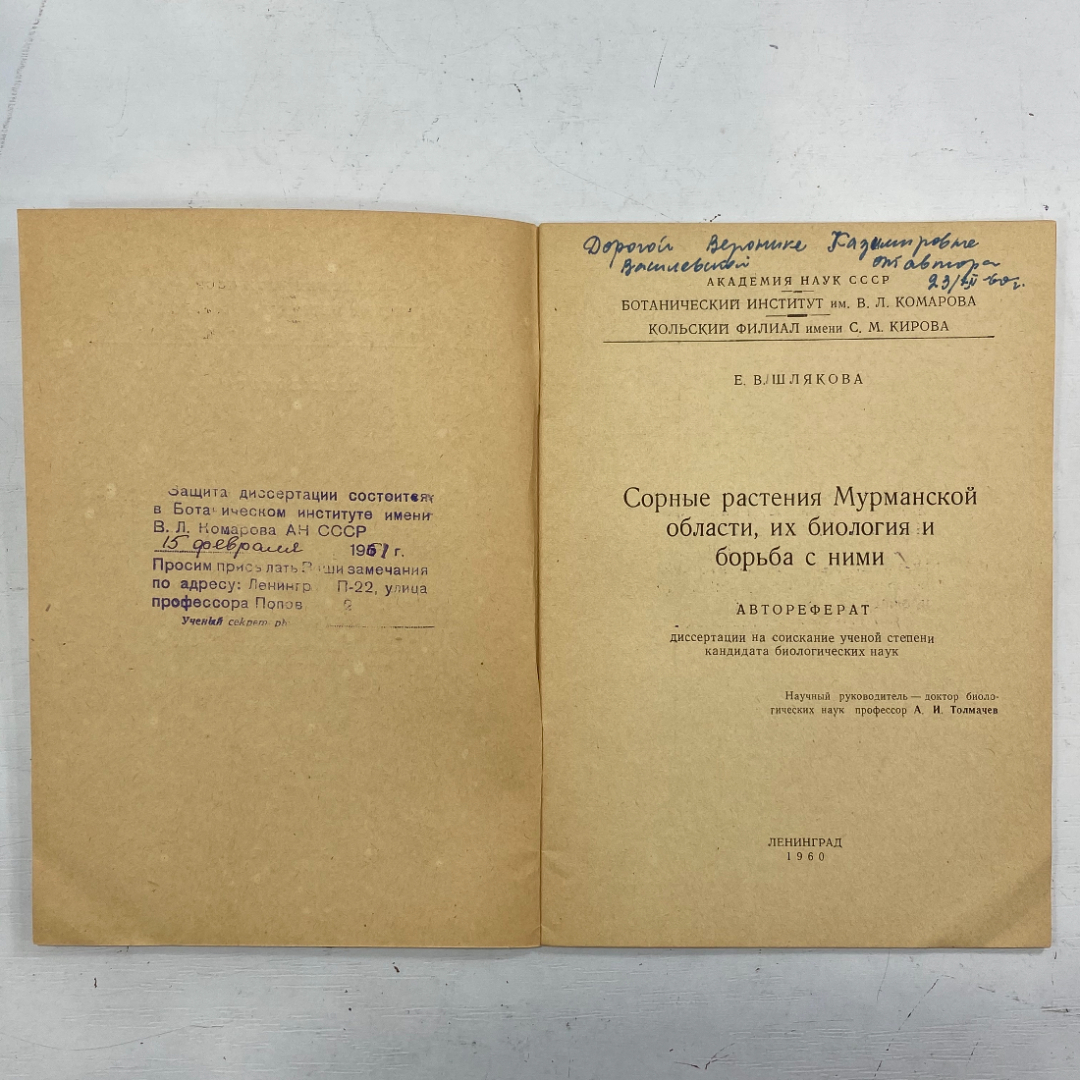 Защита диссертации состоится
в Ботаническом институте имени
В. Л. Комарова АН СССР
15 февраля 1961 г.
Просим присылать Ваши замечания
по адресу: Ленингр П-22, улица
профессора Попов 2
Ученый
Дорогой Веронике Казимировне
Василевской от автора
23/XII 60 г.
АКАДЕМИЯ НАУК СССР
БОТАНИЧЕСКИЙ ИНСТИТУТ им. В. Л. КОМАРОВА
КОЛЬСКИЙ ФИЛИАЛ имени С. М. КИРОВА
Е. В. ШЛЯКОВА
Сорные растения Мурманской
области, их биология и
борьба с ними
АВТОРЕФЕРАТ
диссертации на соискание ученой степени
кандидата биологических наук
Научный руководитель — доктор биоло-
гических наук профессор А. И. Толмачев
ЛЕНИНГРАД
1960